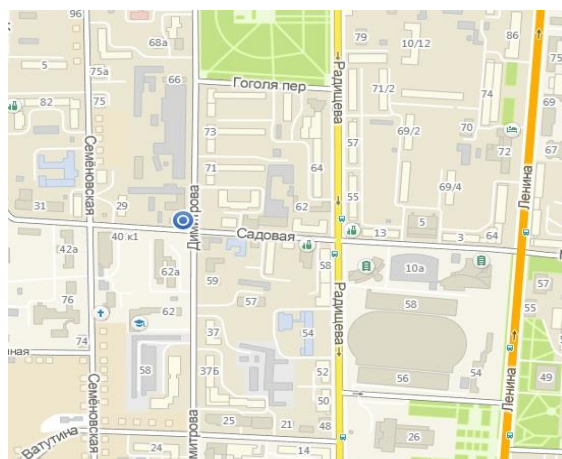 96
68а
79
10/12
86
5
75а
66
Гоголя пер
Радищева
71/2
74
75
82
75
69
73
57
69/2
70
67
Семёновская
71
64
72
31
29
55
69/4
Ленина
62
Димитрова
Садовая
13
5
3
64
40 к1
42а
62а
58
10а
57
59
76
57
58
55
62
Радищева
54
74
37
58
37Б
52
56
54
49
Семёновская
50
Ленина
25
21
48
Ватутина
24
Димитрова
14
26